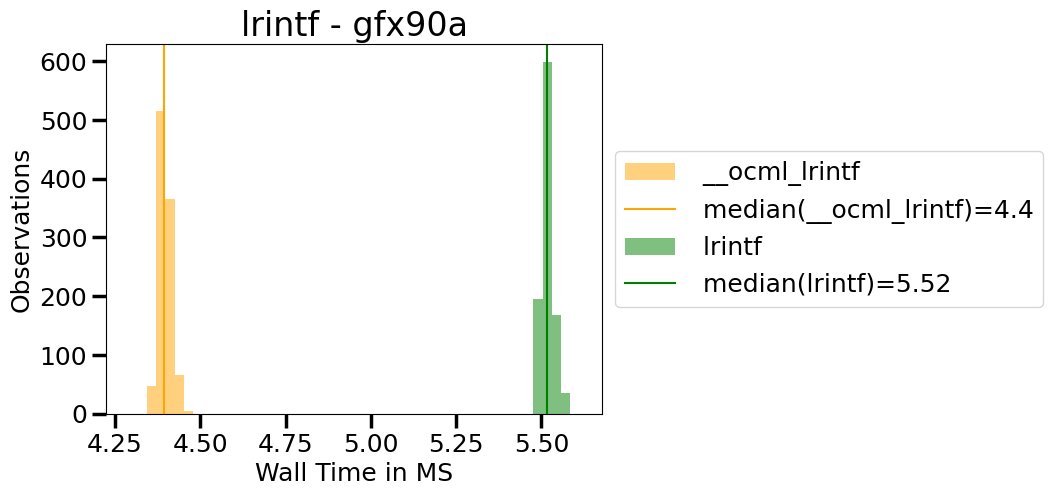 lrintf - gfx90a
Observations
600
500
400
300
200
100
0
4.25 4.50 4.75 5.00 5.25 5.50
Wall Time in MS
__ocml_lrintf
median(__ocml_lrintf)=4.4
lrintf
median(lrintf)=5.52